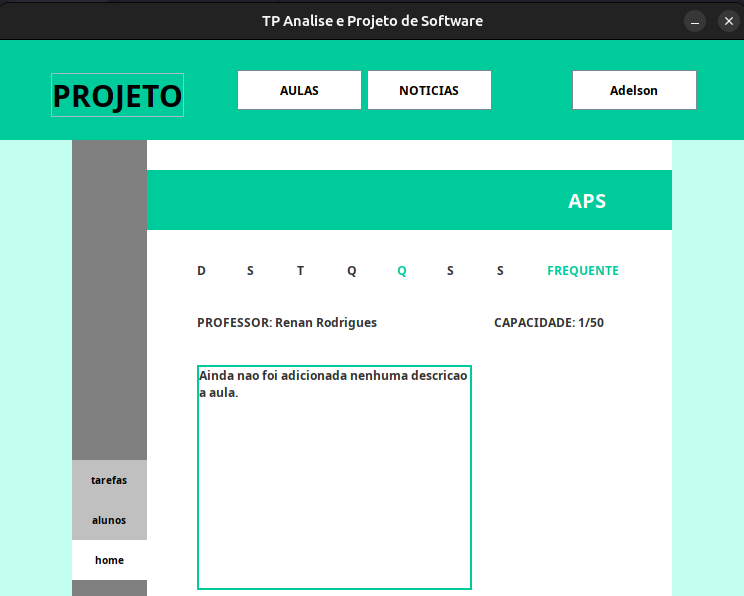 TP Analise e Projeto de Software
PROJETO
AULAS
NOTICIAS
Adelson
APS
D S T Q Q S S FREQUENTE
PROFESSOR: Renan Rodrigues
CAPACIDADE: 1/50
Ainda nao foi adicionada nenhuma descricao
a aula.
tarefas
alunos
home